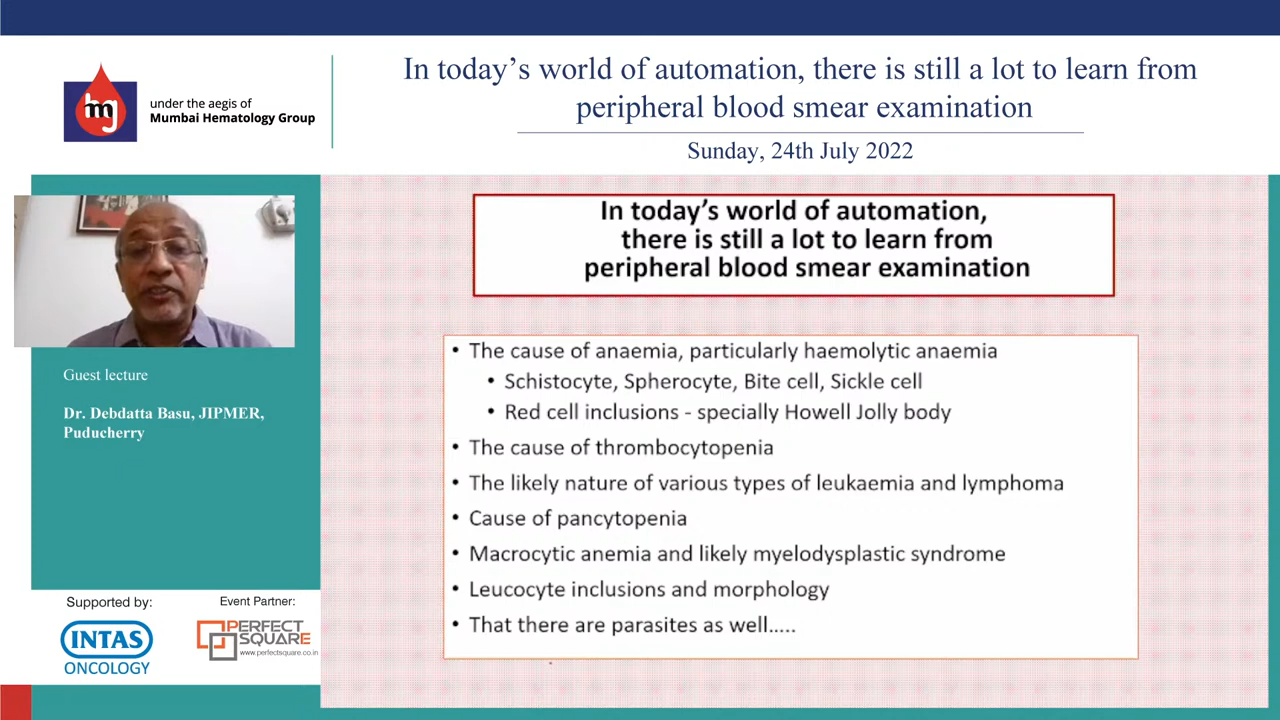 In today's world of automation, there is still a lot to learn from
peripheral blood smear examination
Sunday, 24th July 2022
mg
under the aegis of
Mumbai Hematology Group
Guest lecture
Dr. Debdatta Basu, JIPMER,
Puducherry
Supported by:
INTAS
ONCOLOGY
Event Partner:
PERFECT
SQUARE
www.perfectsquare.co.in
In today's world of automation,
there is still a lot to learn from
peripheral blood smear examination
• The cause of anaemia, particularly haemolytic anaemia
• Schistocyte, Spherocyte, Bite cell, Sickle cell
• Red cell inclusions - specially Howell Jolly body
• The cause of thrombocytopenia
• The likely nature of various types of leukaemia and lymphoma
• Cause of pancytopenia
• Macrocytic anemia and likely myelodysplastic syndrome
• Leucocyte inclusions and morphology
• That there are parasites as well.....